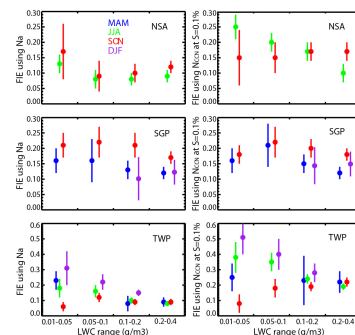 FIE using Na
0.30
0.25
0.20
0.15
0.10
0.05
0.00
MAM
JJA
SON
DJF
NSA
FIE using NCCN at S=0.1%
0.30
0.25
0.20
0.15
0.10
0.05
0.00
NSA
FIE using Na
0.30
0.25
0.20
0.15
0.10
0.05
0.00
SGP
FIE using NCCN at S=0.1%
0.30
0.25
0.20
0.15
0.10
0.05
0.00
SGP
FIE using Na
0.6
0.5
0.4
0.3
0.2
0.1
0.0
TWP
0.01-0.05 0.05-0.1 0.1-0.2 0.2-0.4
LWC range (g/m3)
FIE using NCCN at S=0.1%
0.6
0.5
0.4
0.3
0.2
0.1
0.0
TWP
0.01-0.05 0.05-0.1 0.1-0.2 0.2-0.4
LWC range (g/m3)